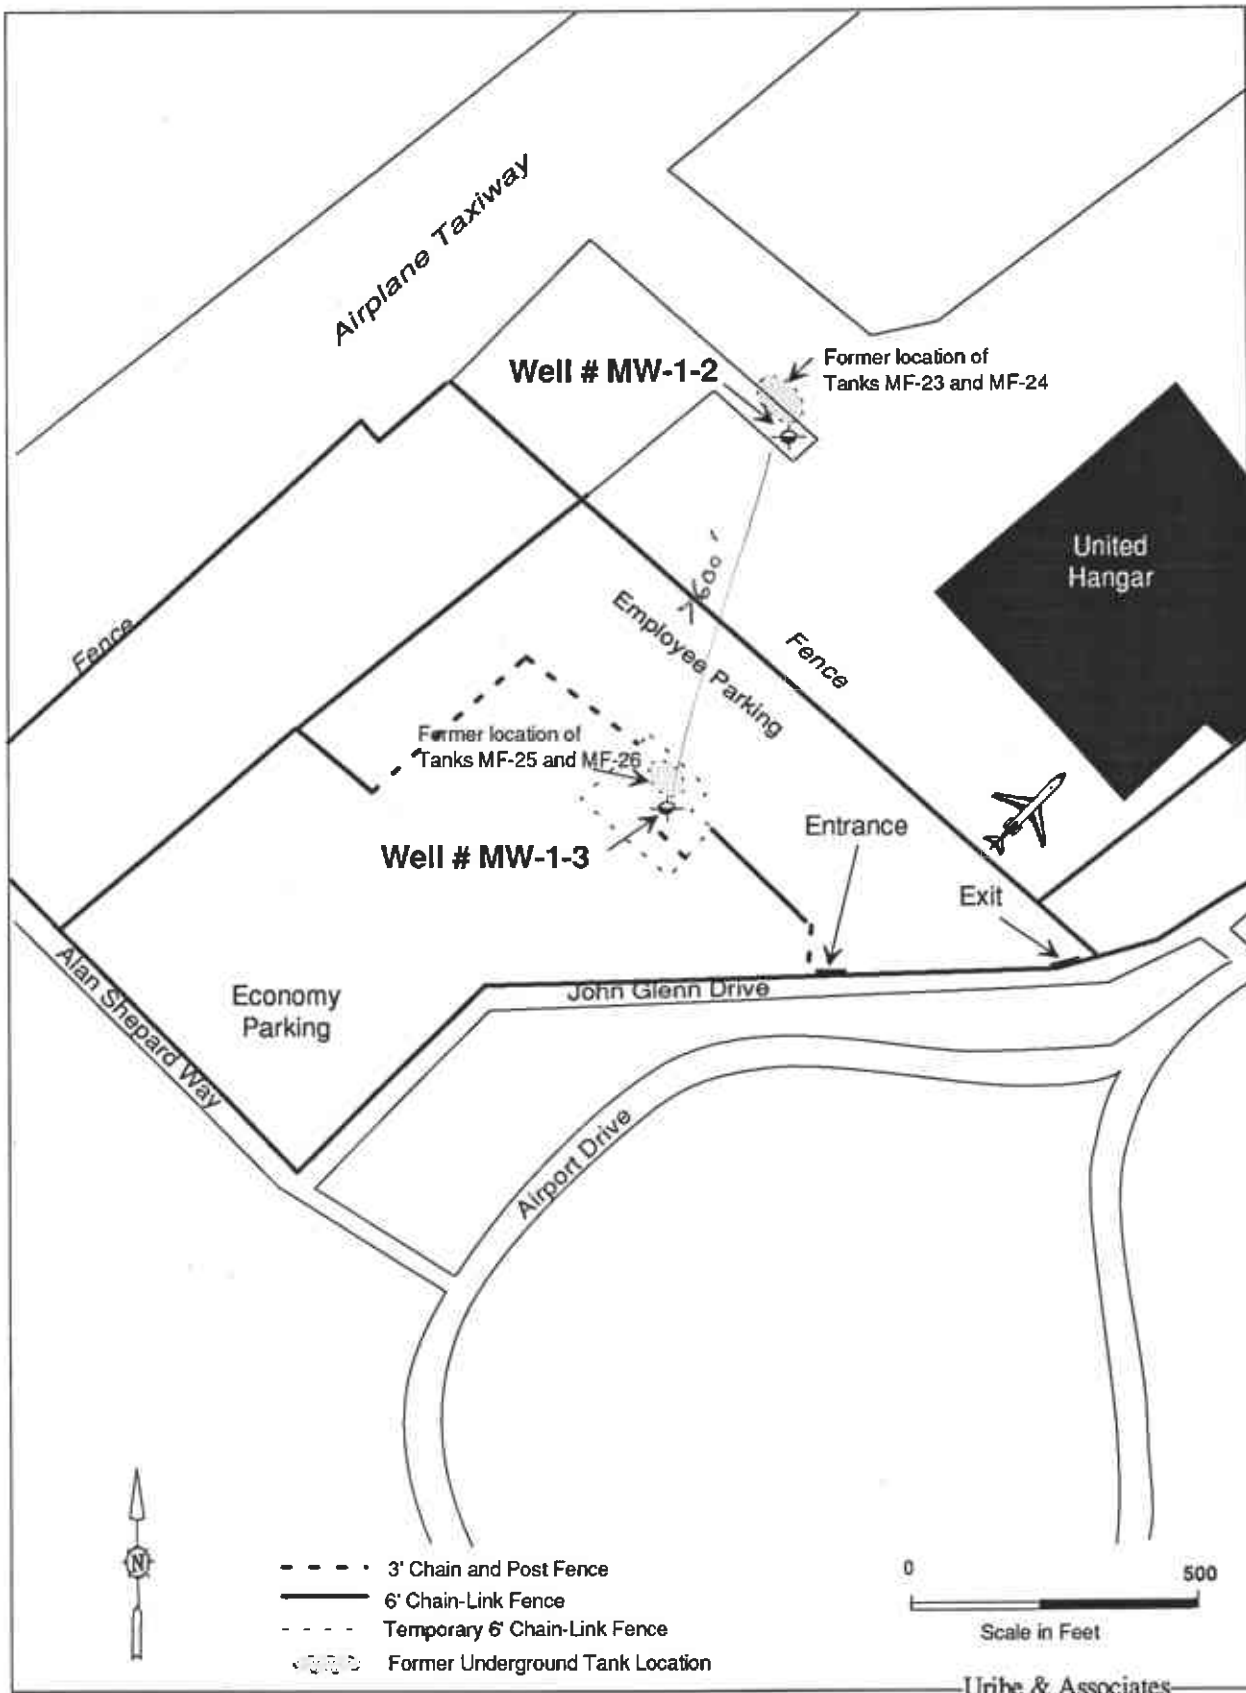 Airplane Taxiway
Well # MW-1-2
Former location of
Tanks MF-23 and MF-24
United
Hangar
Fence
Employee Parking
Fence
Former location of
Tanks MF-25 and MF-26
Well # MW-1-3
Entrance
Exit
Alan Shepard Way
Economy
Parking
John Glenn Drive
Airport Drive
N
3' Chain and Post Fence
6' Chain-Link Fence
Temporary 6' Chain-Link Fence
Former Underground Tank Location
0 500
Scale in Feet
Uribe & Associates